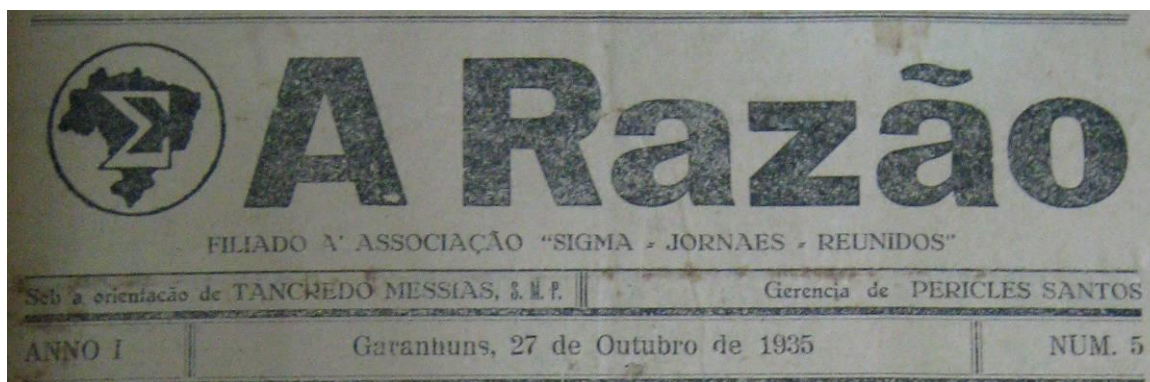 Σ
A Razão
FILIADO A' ASSOCIAÇÃO "SIGMA - JORNAES - REUNIDOS"
Sob a orientacão de TANCREDO MESSIAS, S. M. P.
Gerencia de PERICLES SANTOS
ANNO I
Garanhuns, 27 de Outubro de 1935
NUM. 5